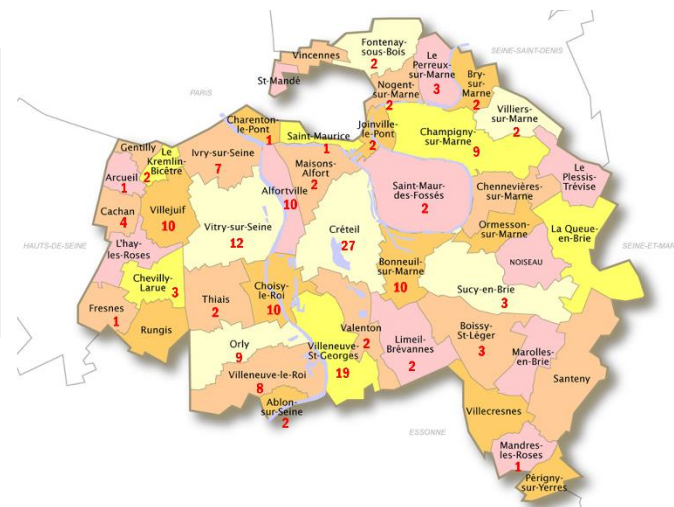 Fontenay-
sous-Bois
2
Vincennes
St-Mandé
Le
Perreux-
sur-Marne
3
SEINE-SAINT-DENIS
Bry-
sur-
Marne
2
Nogent-
sur-Marne
2
PARIS
Villiers-
sur-Marne
2
Charenton-
le-Pont
1
Saint-Maurice
1
Joinville-
le-Pont
2
Champigny-
sur-Marne
9
Gentilly
Le
Kremlin-
Bicêtre
2
Ivry-sur-Seine
7
Maisons-
Alfort
2
Le
Plessis-
Trévise
Arcueil
1
Alfortville
10
Saint-Maur-
des-Fossés
2
Chennevières-
sur-Marne
Cachan
4
Villejuif
10
Vitry-sur-Seine
12
Créteil
27
Ormesson-
sur-Marne
La Queue-
en-Brie
HAUTS-DE-SEINE
L'hay-
les-Roses
Bonneuil-
sur-Marne
10
NOISEAU
SEINE-ET-MAR
Chevilly-
Larue
3
Sucy-en-Brie
3
Fresnes
1
Rungis
Thiais
2
Choisy-
le-Roi
10
Orly
9
Villeneuve-
St-Georges
19
Valenton
2
Limeil-
Brévannes
2
Boissy-
St-Léger
3
Marolles-
en-Brie
Santeny
Villeneuve-le-Roi
8
Ablon-
sur-Seine
2
Villecresnes
ESSONNE
Mandres-
les-Roses
1
Périgny-
sur-Yerres